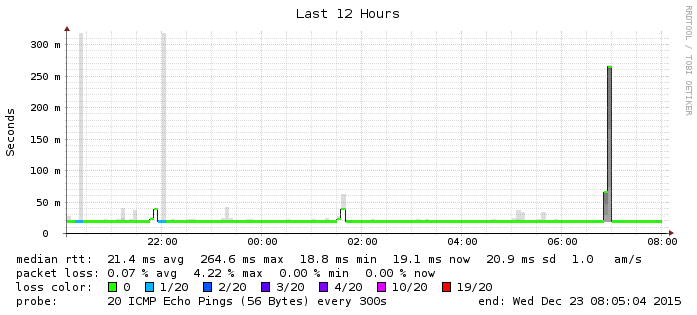 Last 12 Hours
RRDTOOL / TOBI OETIKER
Seconds
300 m
250 m
200 m
150 m
100 m
50 m
0
22:00 00:00 02:00 04:00 06:00 08:00
median rtt: 21.4 ms avg 264.6 ms max 18.8 ms min 19.1 ms now 20.9 ms sd 1.0 am/s
packet loss: 0.07 % avg 4.22 % max 0.00 % min 0.00 % now
loss color: 0 1/20 2/20 3/20 4/20 10/20 19/20
probe: 20 ICMP Echo Pings (56 Bytes) every 300s end: Wed Dec 23 08:05:04 2015